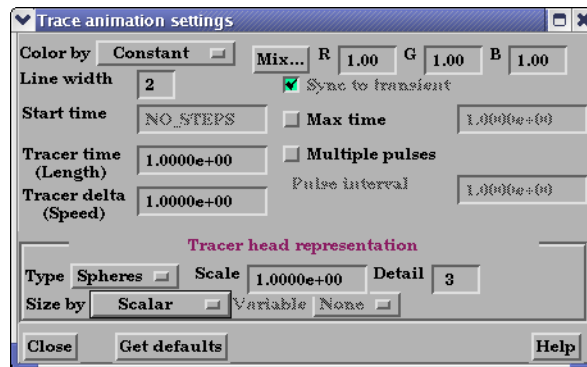 Trace animation settings
Color by Constant Mix... R 1.00 G 1.00 B 1.00
Line width 2 Sync to transient
Start time NO_STEPS Max time 1.0000e+00
Tracer time (Length) 1.0000e+00 Multiple pulses
Tracer delta (Speed) 1.0000e+00 Pulse interval 1.0000e+00
Tracer head representation
Type Spheres Scale 1.0000e+00 Detail 3
Size by Scalar Variable None
Close Get defaults Help